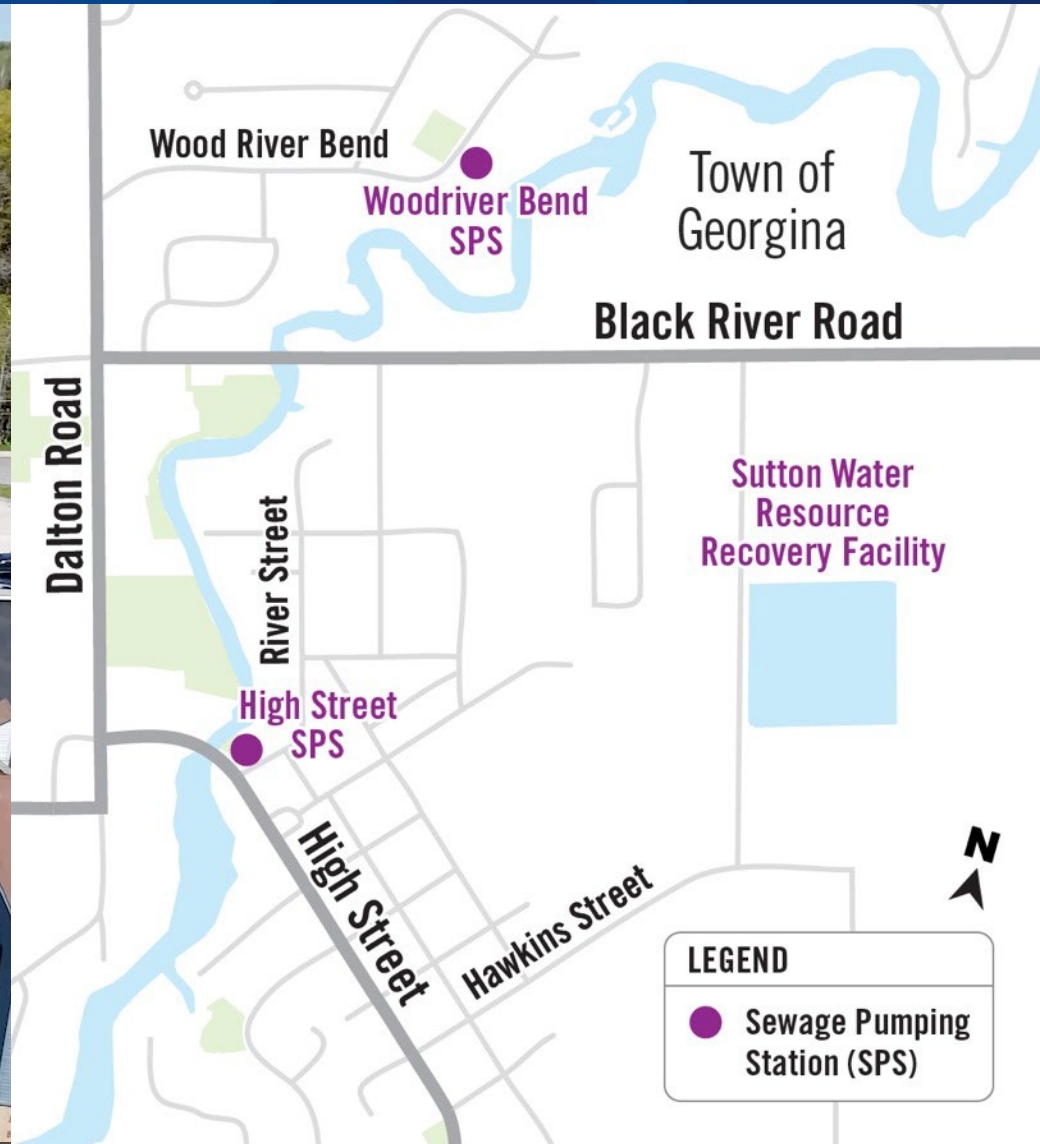 Wood River Bend
Woodriver Bend
SPS
Town of
Georgina
Black River Road
Dalton Road
Sutton Water
Resource
Recovery Facility
River Street
High Street
SPS
High Street
Hawkins Street
N
LEGEND
Sewage Pumping
Station (SPS)